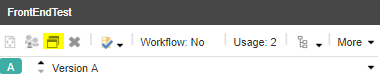 FrontEndTest
Workflow: No Usage: 2 More
A Version A